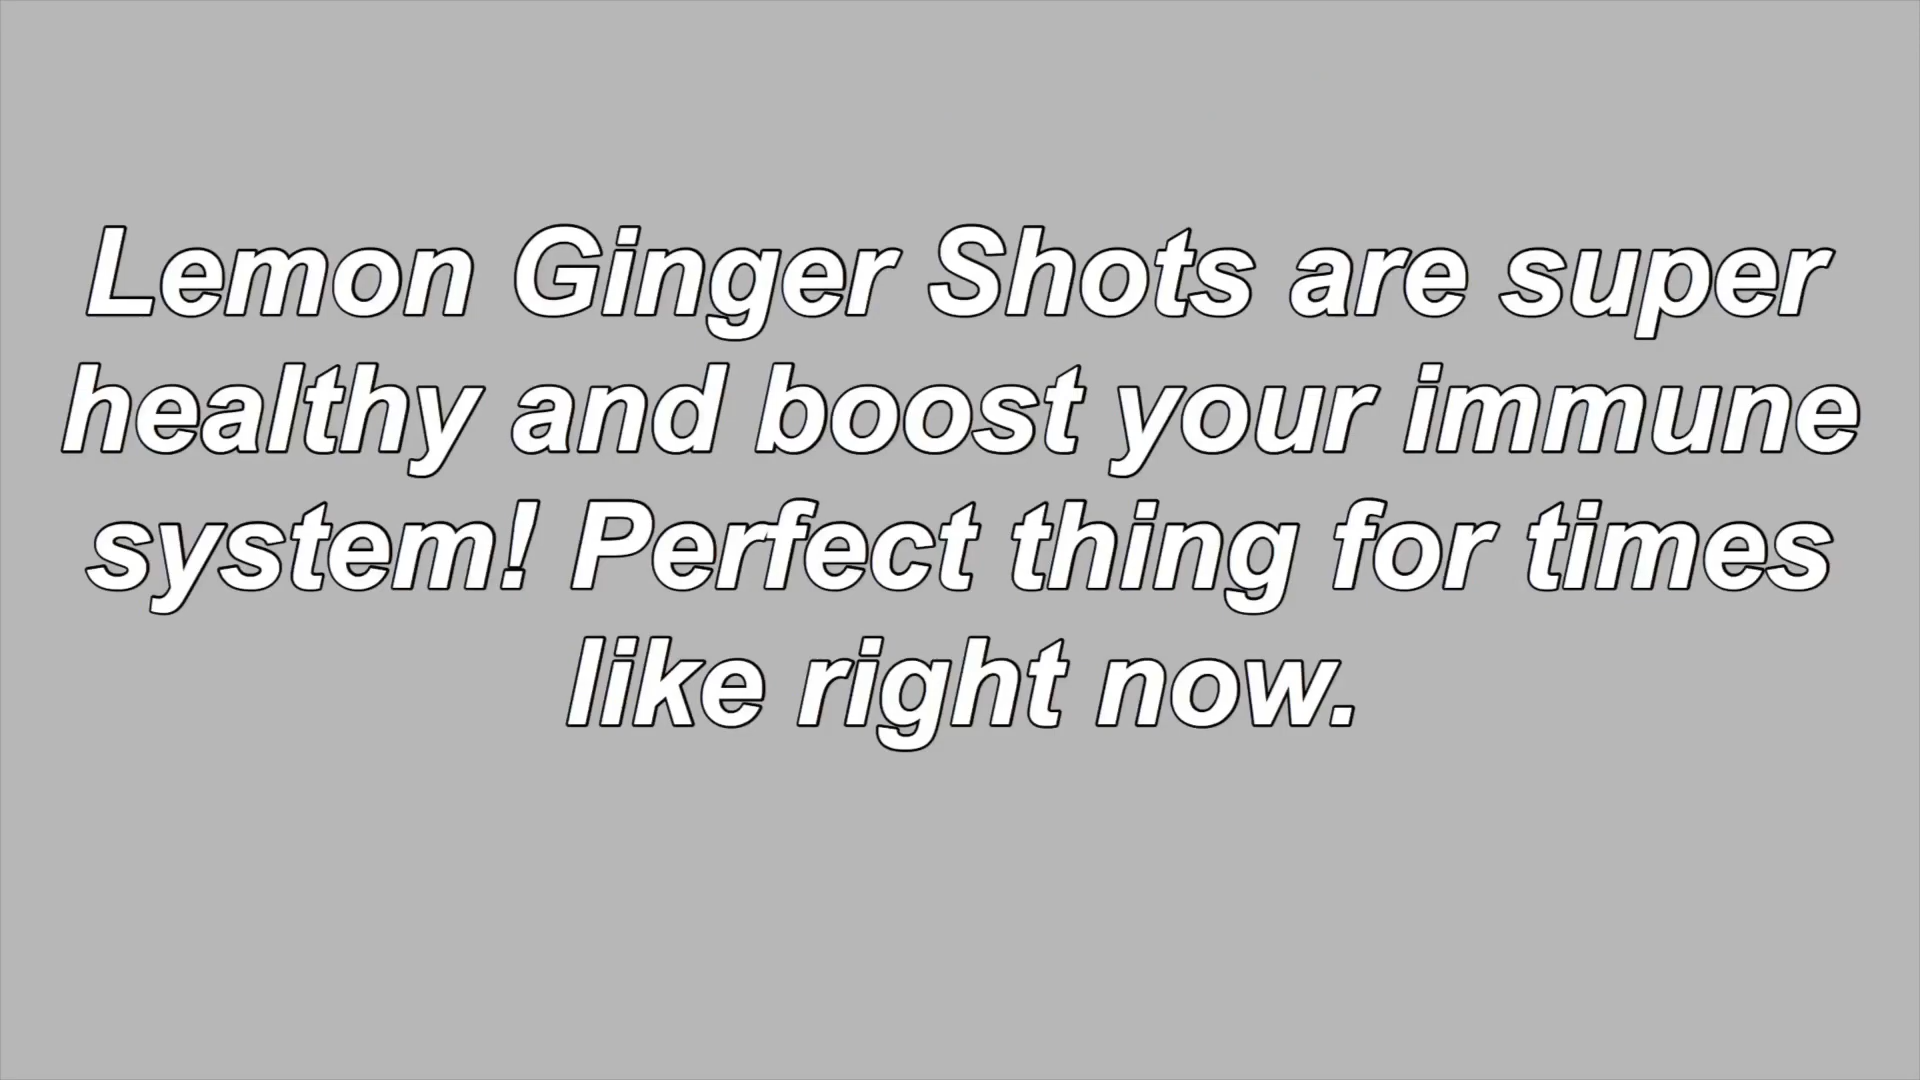 Lemon Ginger Shots are super
healthy and boost your immune
system! Perfect thing for times
like right now.